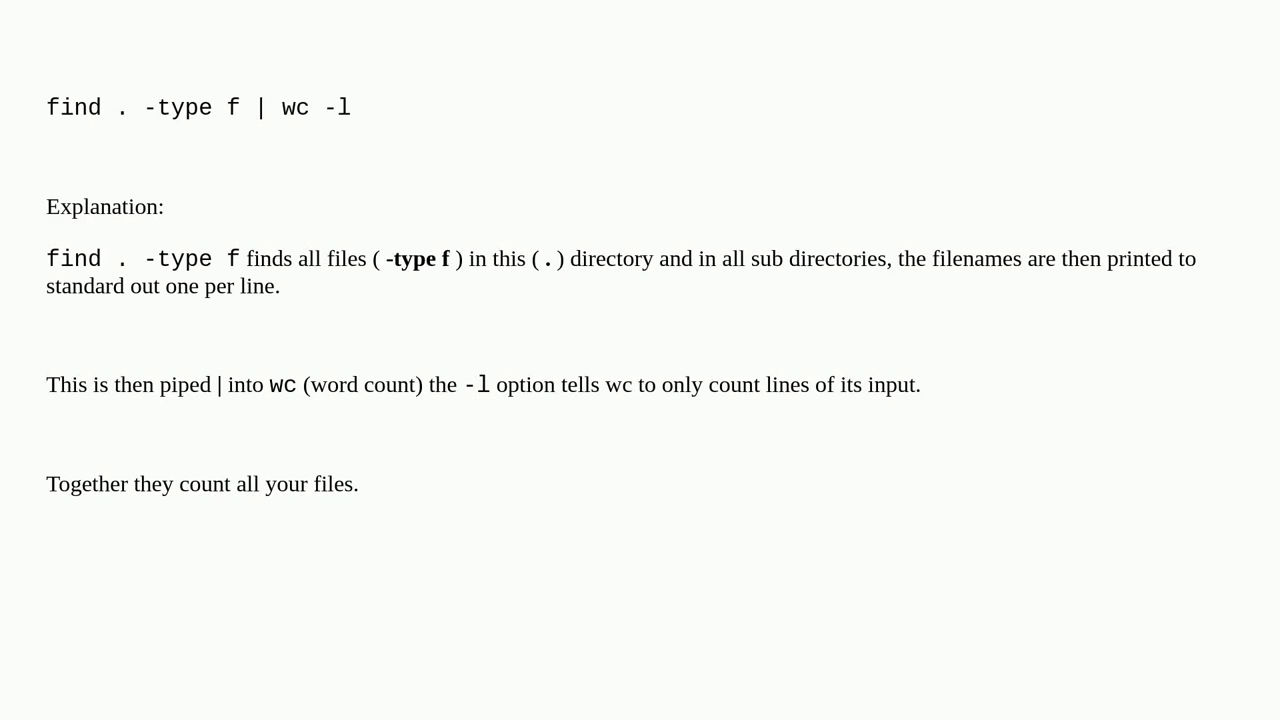 find . -type f | wc -l
Explanation:
find . -type f finds all files ( -type f ) in this ( . ) directory and in all sub directories, the filenames are then printed to
standard out one per line.
This is then piped | into wc (word count) the -l option tells wc to only count lines of its input.
Together they count all your files.